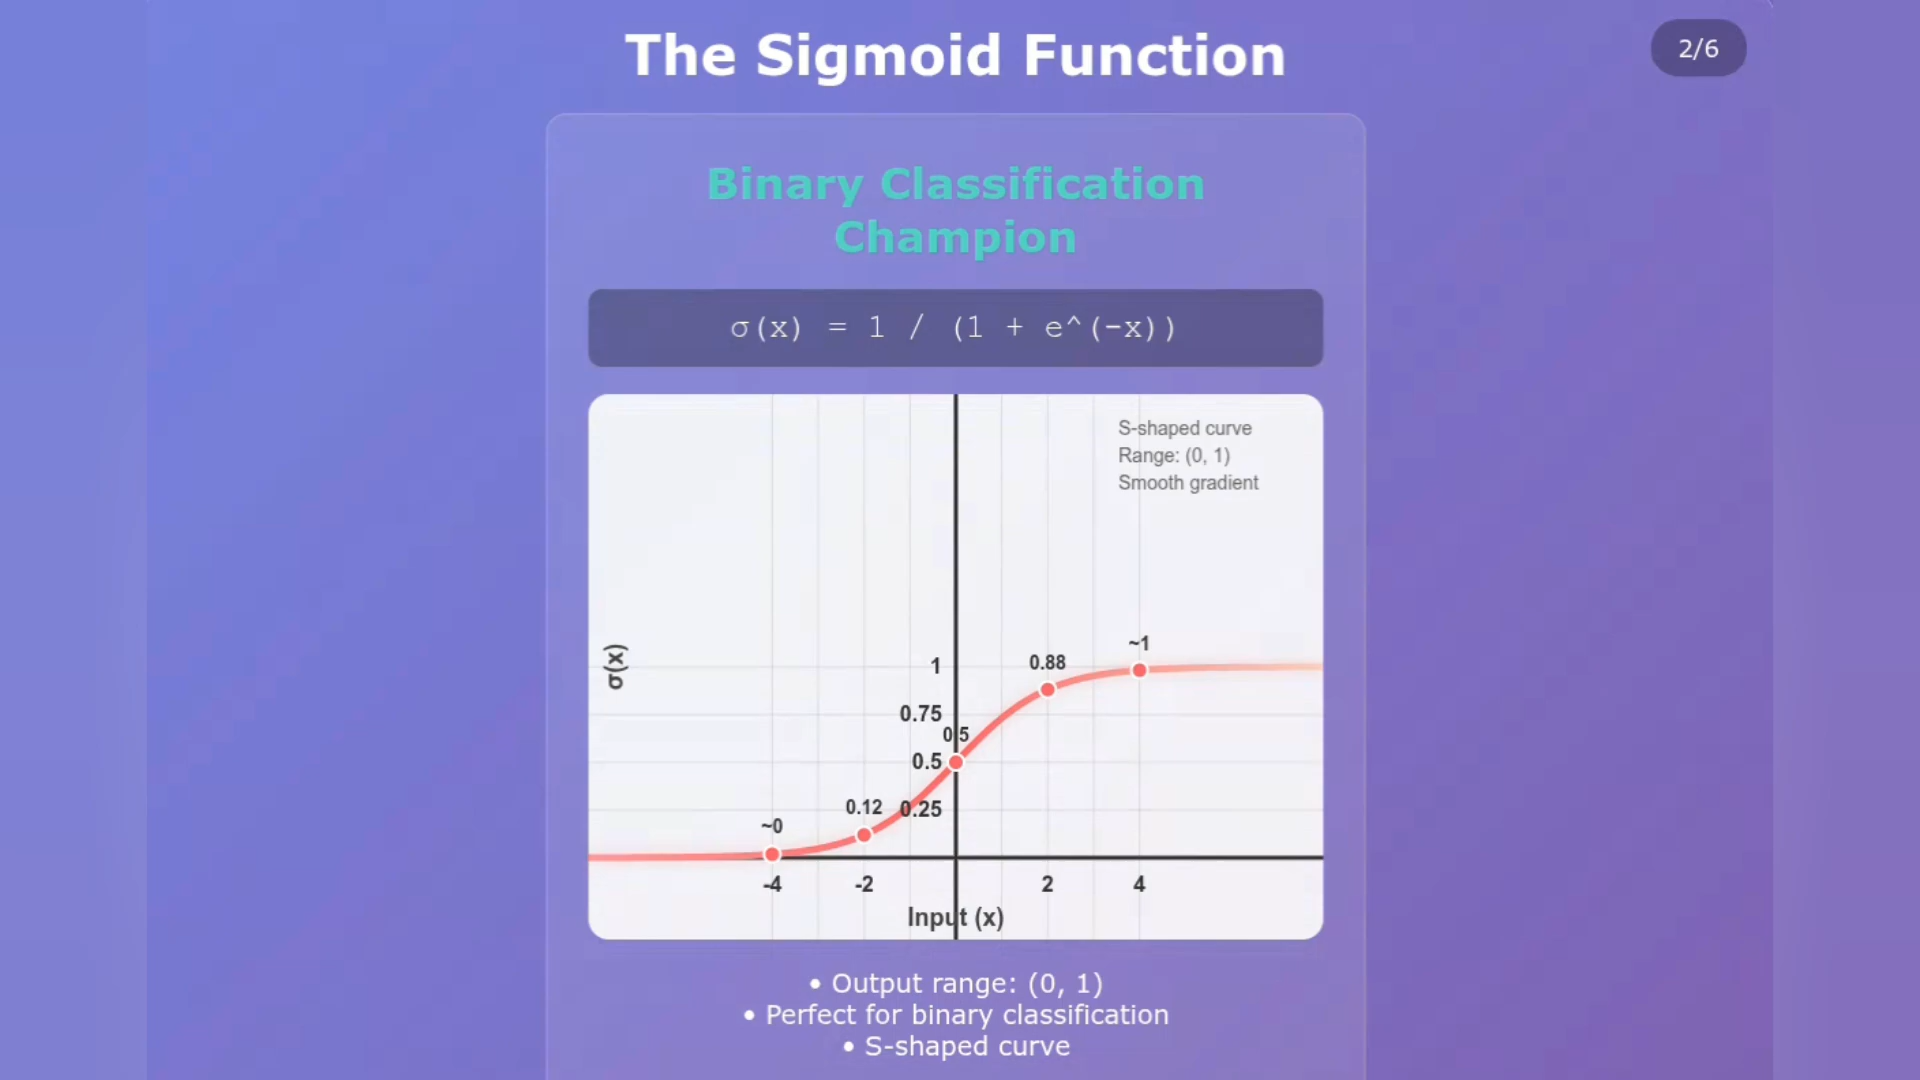 The Sigmoid Function
2/6
Binary Classification
Champion
σ(x) = 1 / (1 + e^(-x))
S-shaped curve
Range: (0, 1)
Smooth gradient
σ(x)
~1
1
0.88
0.75
0.5
0.5
0.12
0.25
~0
-4
-2
2
4
Input (x)
• Output range: (0, 1)
• Perfect for binary classification
• S-shaped curve